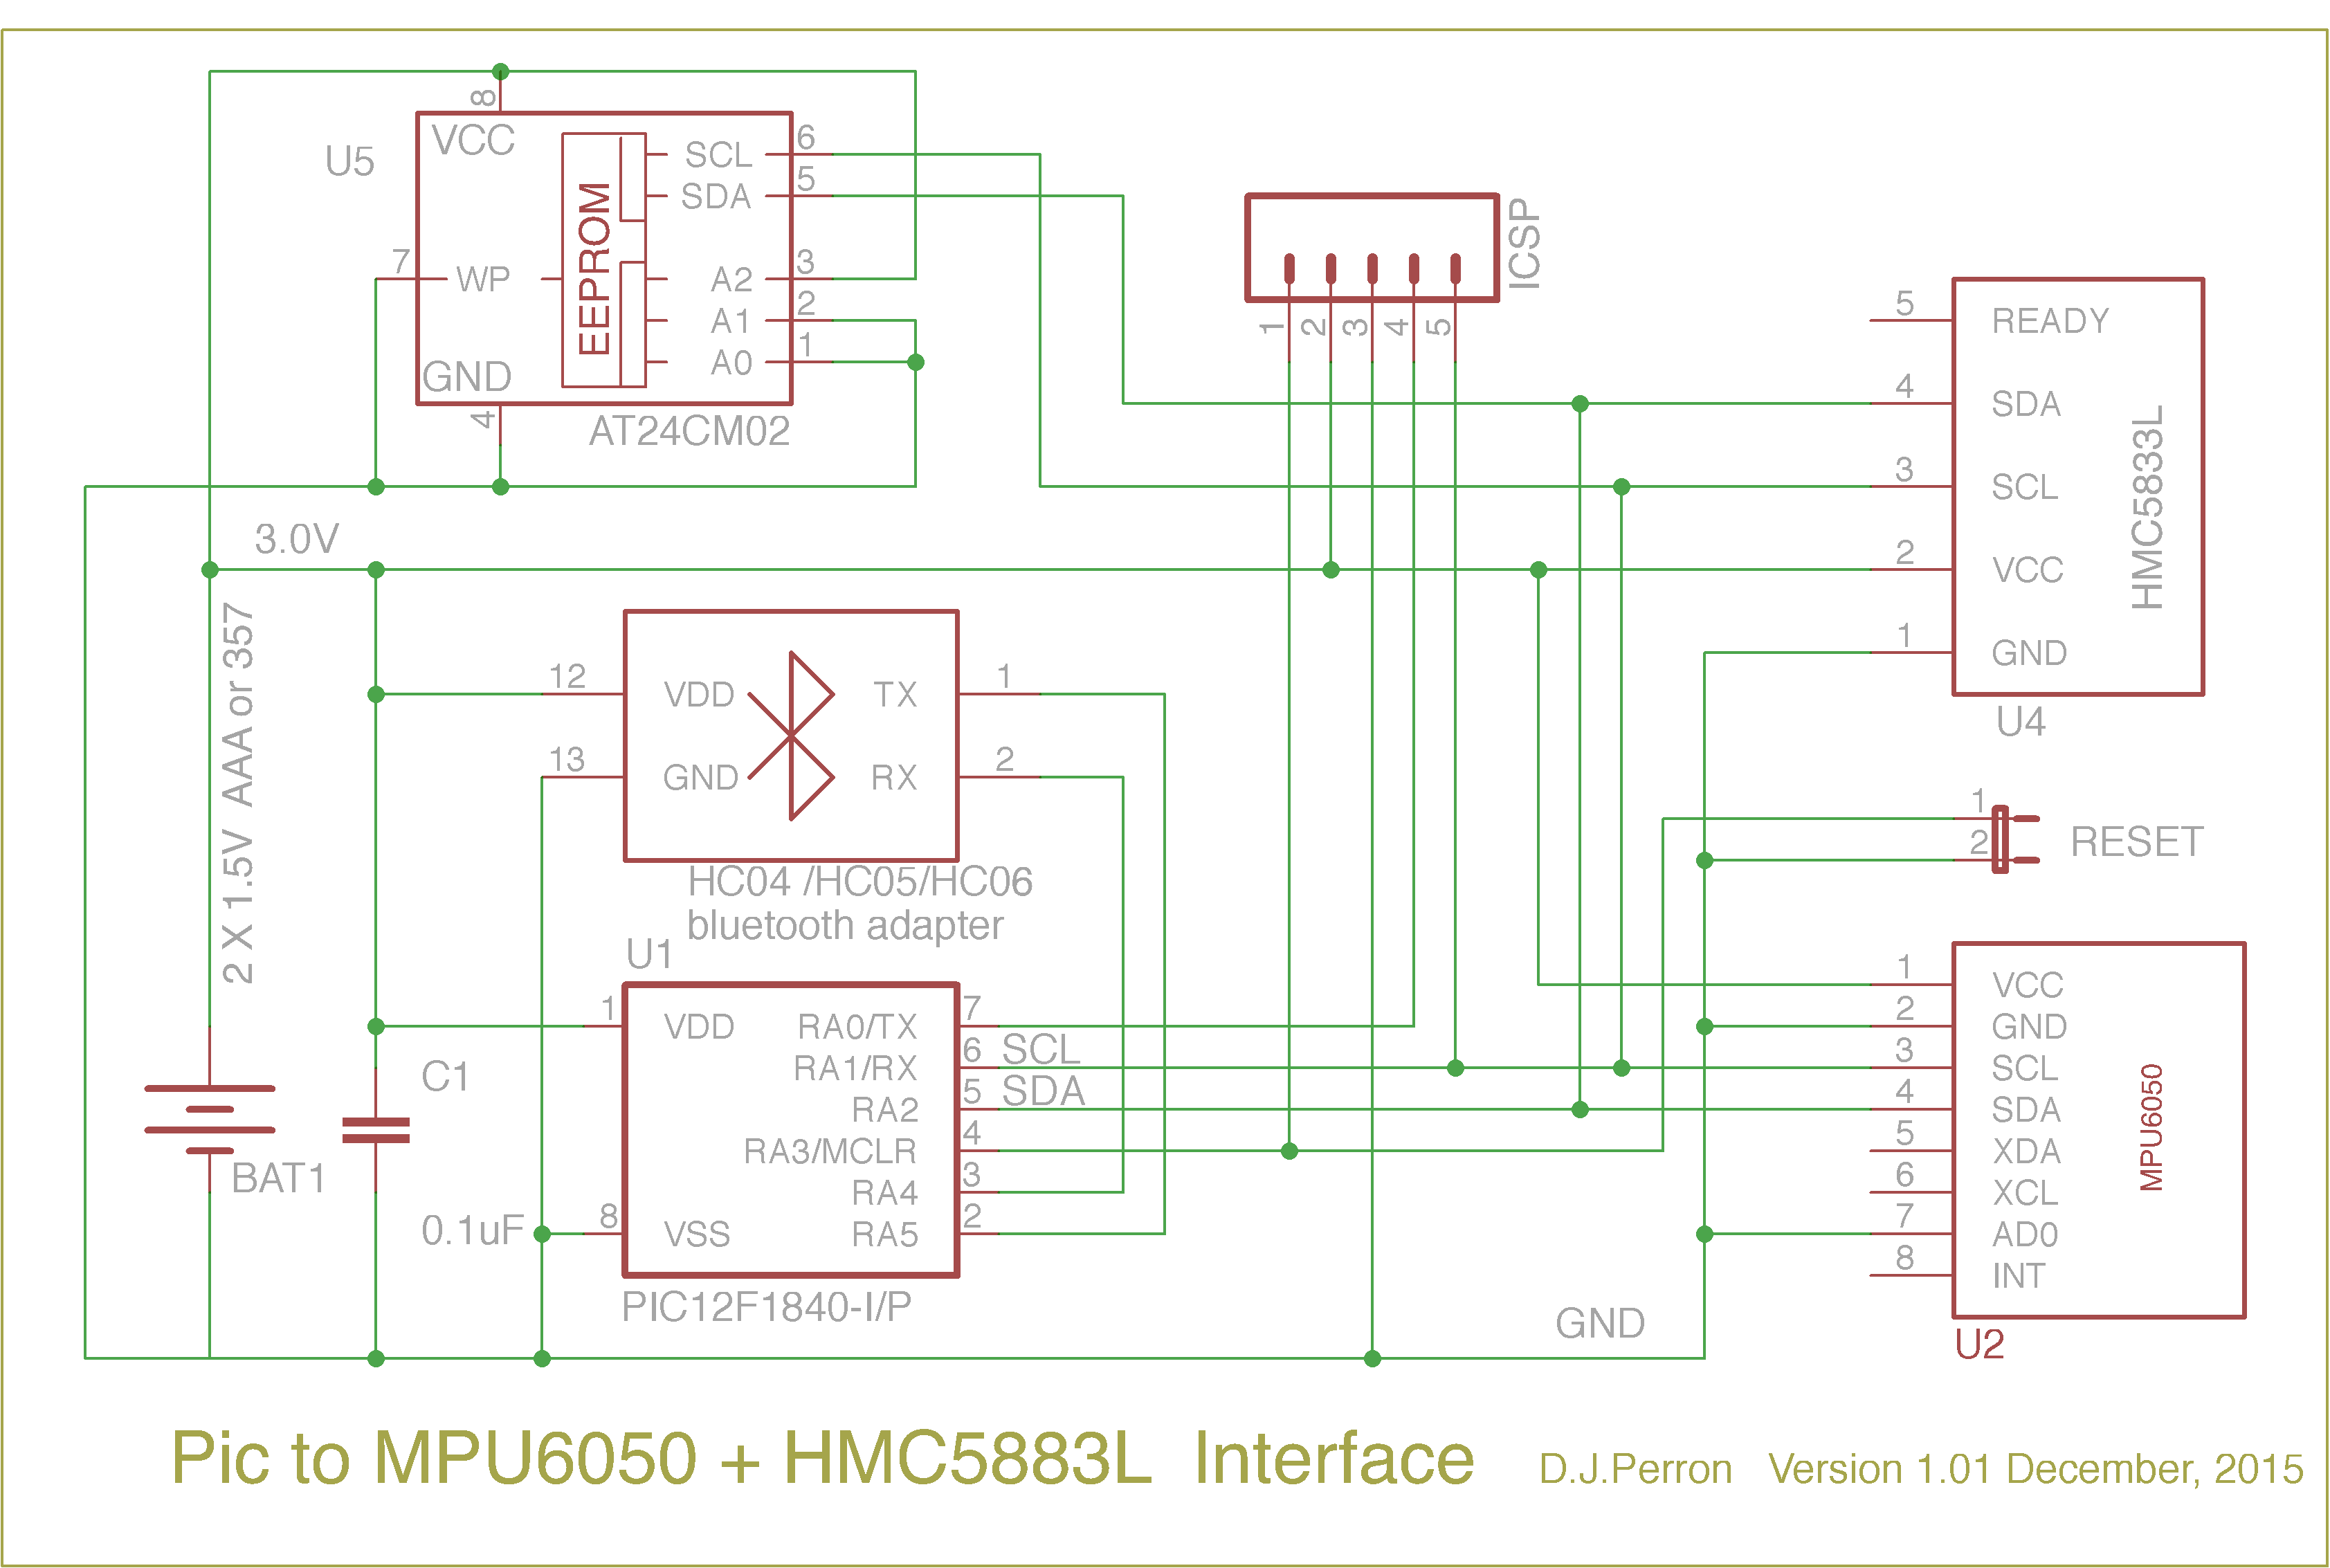 U5
8
VCC
EEPROM
SCL 6
SDA 5
7 WP
A2 3
A1 2
A0 1
GND
4
AT24CM02
ICSP
1 2 3 4 5
5 READY
4 SDA
3 SCL
2 VCC
1 GND
HMC5833L
U4
3.0V
2 X 1.5V AAA or 357
12 VDD TX 1
13 GND RX 2
HC04 /HC05/HC06
bluetooth adapter
1
2
RESET
U1
1 VDD RA0/TX 7
RA1/RX 6 SCL
RA2 5 SDA
RA3/MCLR 4
RA4 3
8 VSS RA5 2
PIC12F1840-I/P
C1
0.1uF
BAT1
1 VCC
2 GND
3 SCL
4 SDA
5 XDA
6 XCL
7 AD0
8 INT
MPU6050
U2
GND
Pic to MPU6050 + HMC5883L Interface
D.J.Perron Version 1.01 December, 2015